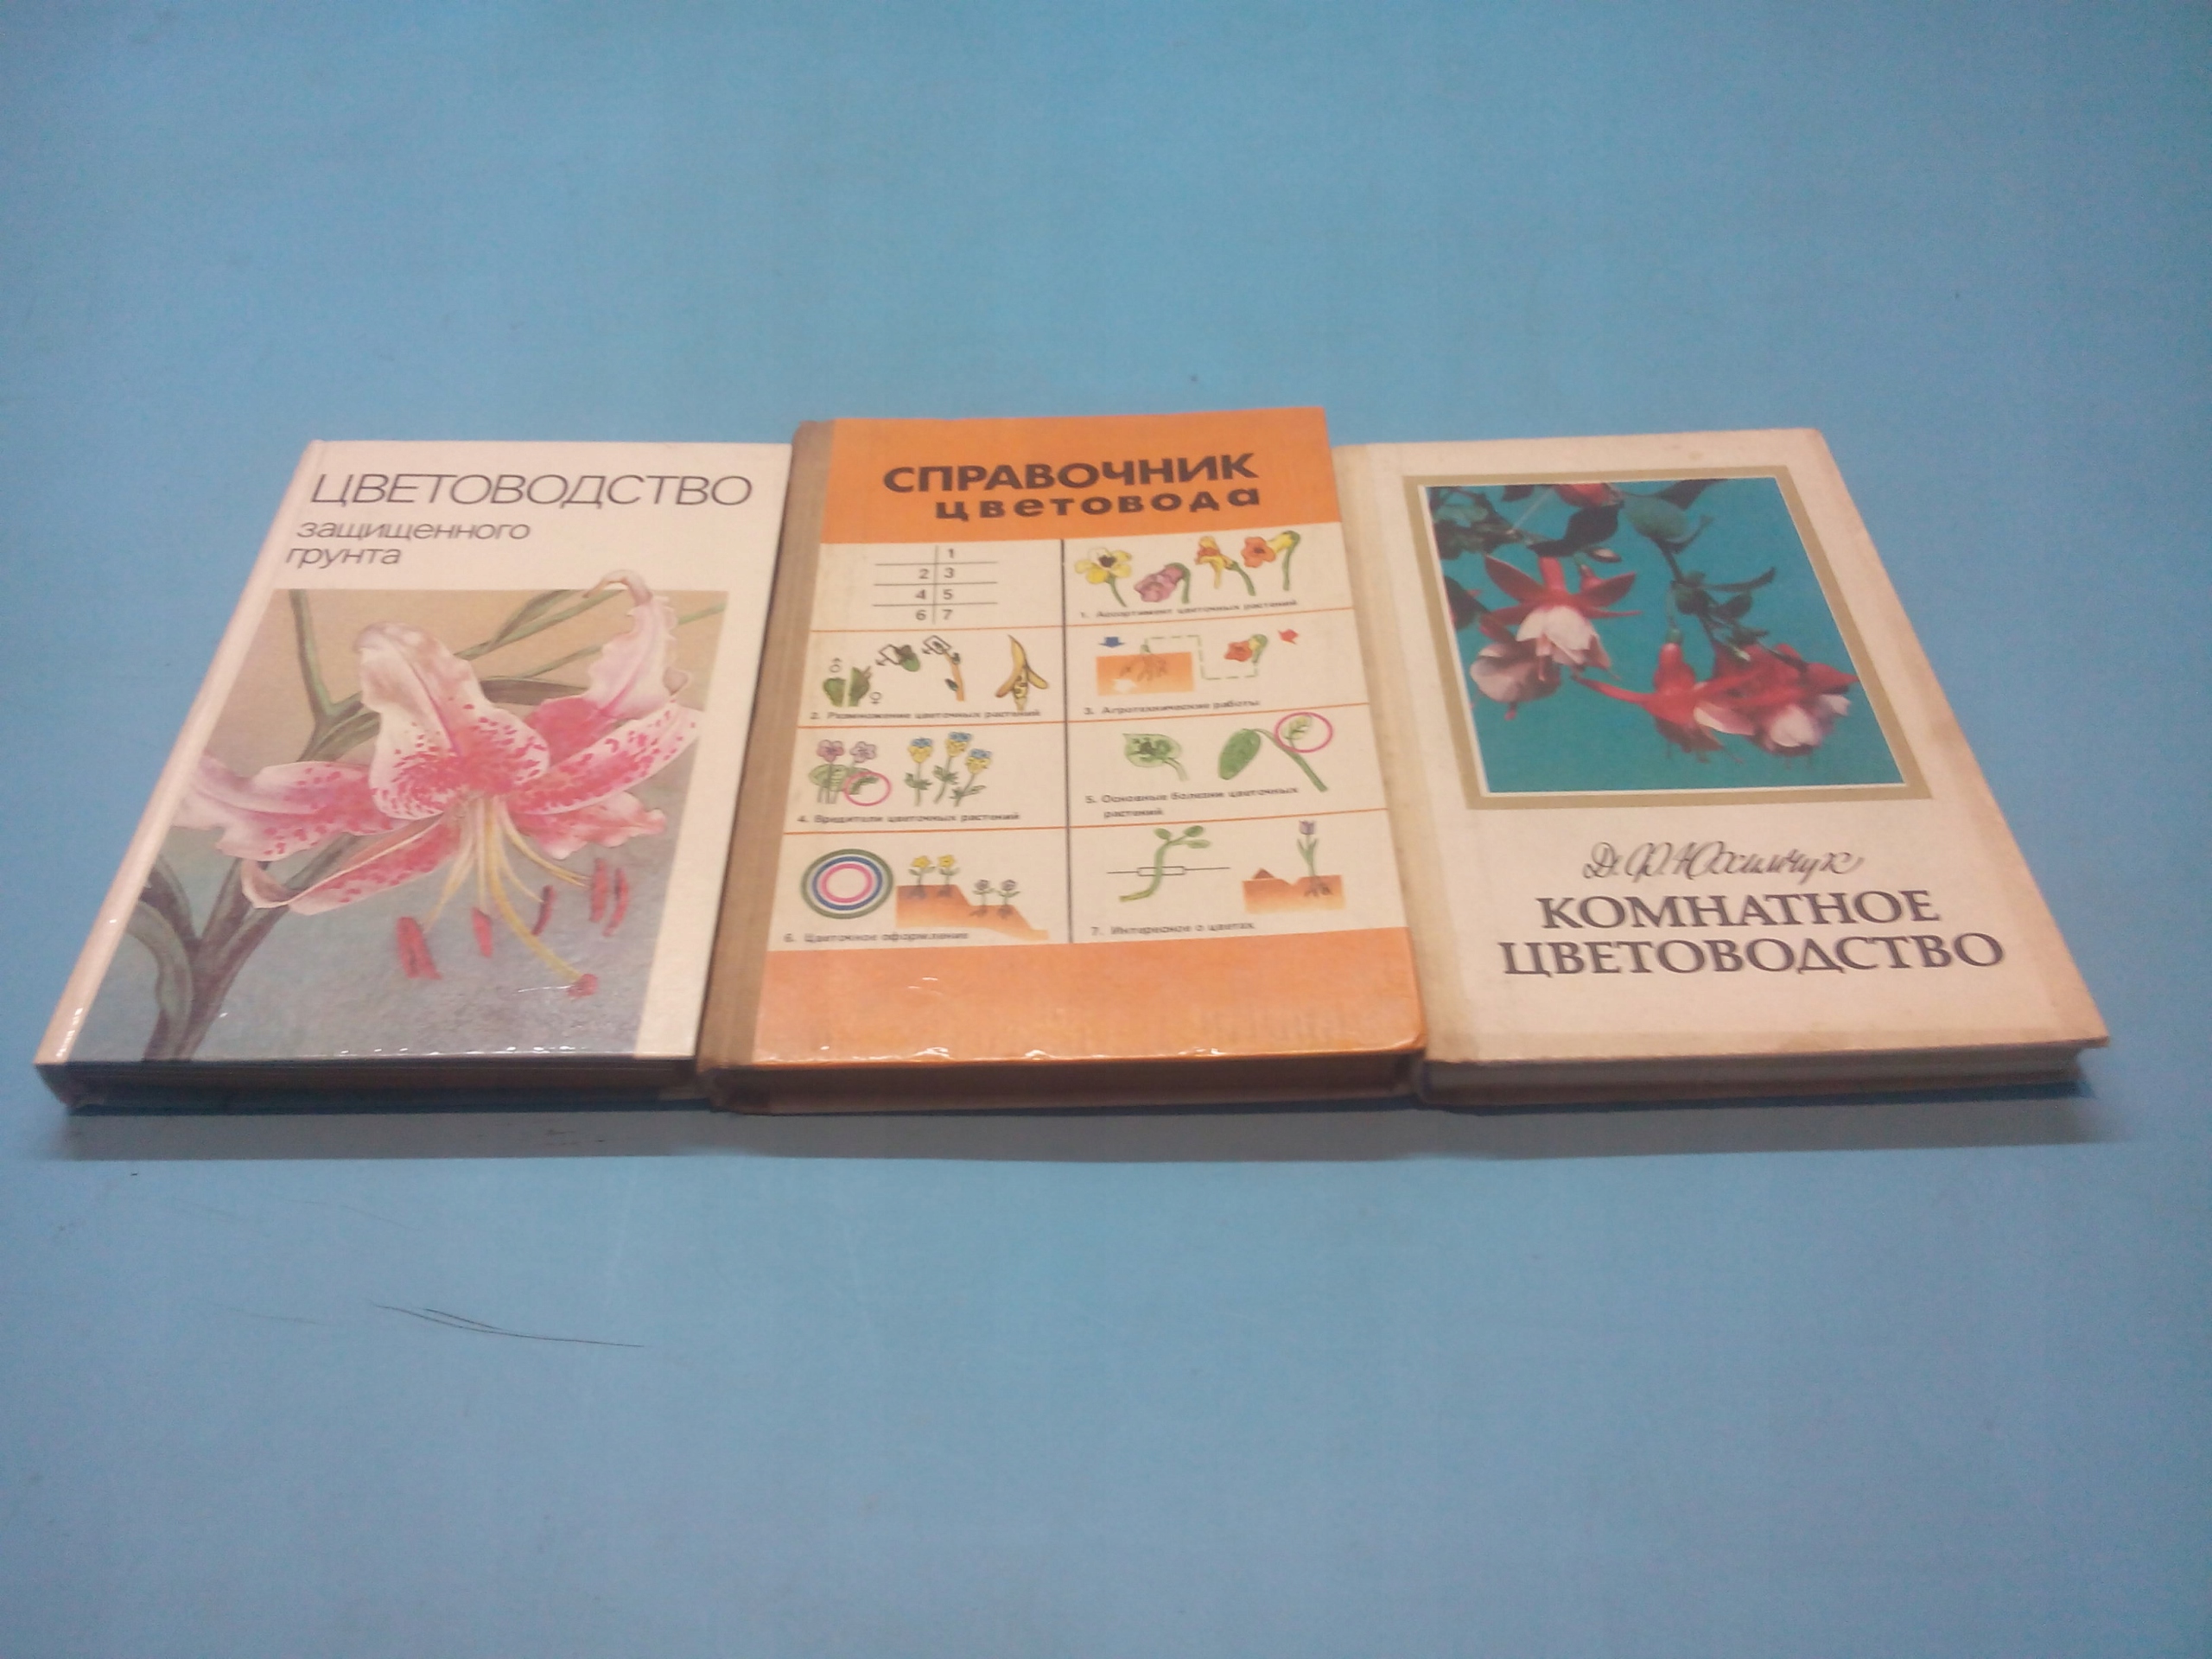 ЦВЕТОВОДСТВО
защищенного
грунта
СПРАВОЧНИК
цветовода
1
2 3
4 5
6 7
1. Ассортимент цветочных растений
2. Размножение цветочных растений
3. Агротехнические работы
4. Вредители цветочных растений
5. Основные болезни цветочных
растений
6. Цветочное оформление
7. Интересное о цветах
Д. Ф. Юхимчук
КОМНАТНОЕ
ЦВЕТОВОДСТВО